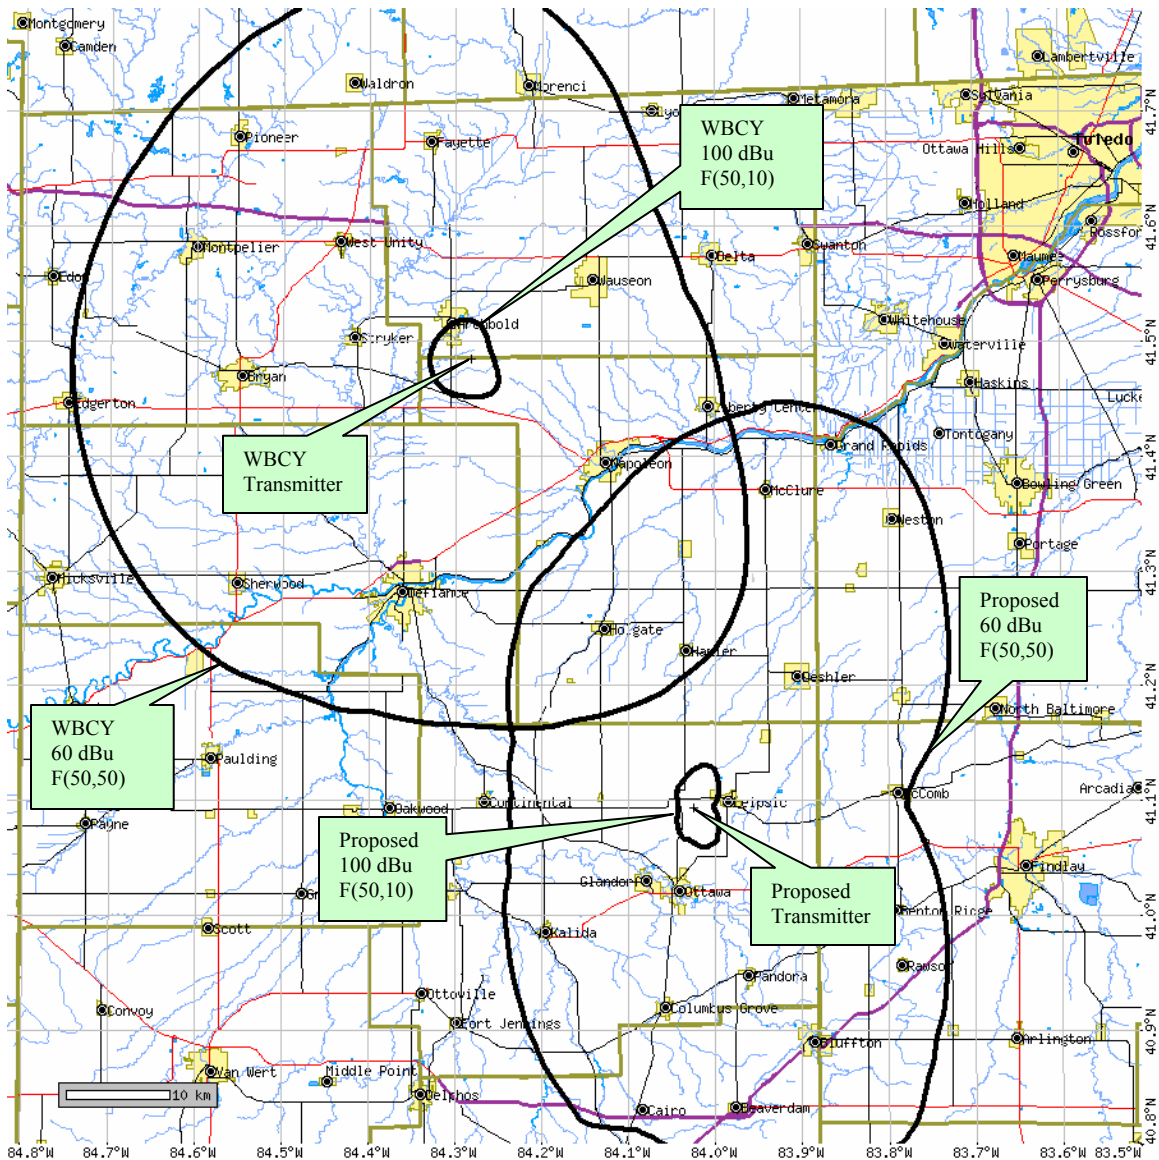 Montgomery
Camden
Waldron
Morenci
Metamora
Sylvania
Lambertville
41.7°N
Pioneer
Fayette
WBCY
100 dBu
F(50,10)
Ottawa Hills
Toledo
Holland
41.6°N
Montpelier
West Unity
Swanton
Rossfor
Edon
Wauseon
Delta
Maumee
Perrysburg
Archbold
Whitehouse
41.5°N
Stryker
Waterville
Bryan
Haskins
Lucke
Edgerton
Liberty Center
Grand Rapids
Tontogany
41.4°N
WBCY
Transmitter
Napoleon
McClure
Bowling Green
Weston
Portage
41.3°N
Hicksville
Sherwood
Defiance
Proposed
60 dBu
F(50,50)
Holgate
Hamler
Deshler
41.2°N
WBCY
60 dBu
F(50,50)
North Baltimore
Paulding
Oakwood
Continental
Leipsic
McComb
Arcadia
41.1°N
Payne
Proposed
100 dBu
F(50,10)
Glandorf
Ottawa
Proposed
Transmitter
Findlay
Benton Ridge
41.0°N
Scott
Kalida
Rawson
Pandora
Convoy
Ottoville
Columbus Grove
Fort Jennings
Bluffton
Arlington
40.9°N
Van Wert
Middle Point
10 km
Delphos
Cairo
Beaverdam
40.8°N
84.8°W 84.7°W 84.6°W 84.5°W 84.4°W 84.3°W 84.2°W 84.1°W 84.0°W 83.9°W 83.8°W 83.7°W 83.6°W 83.5°W